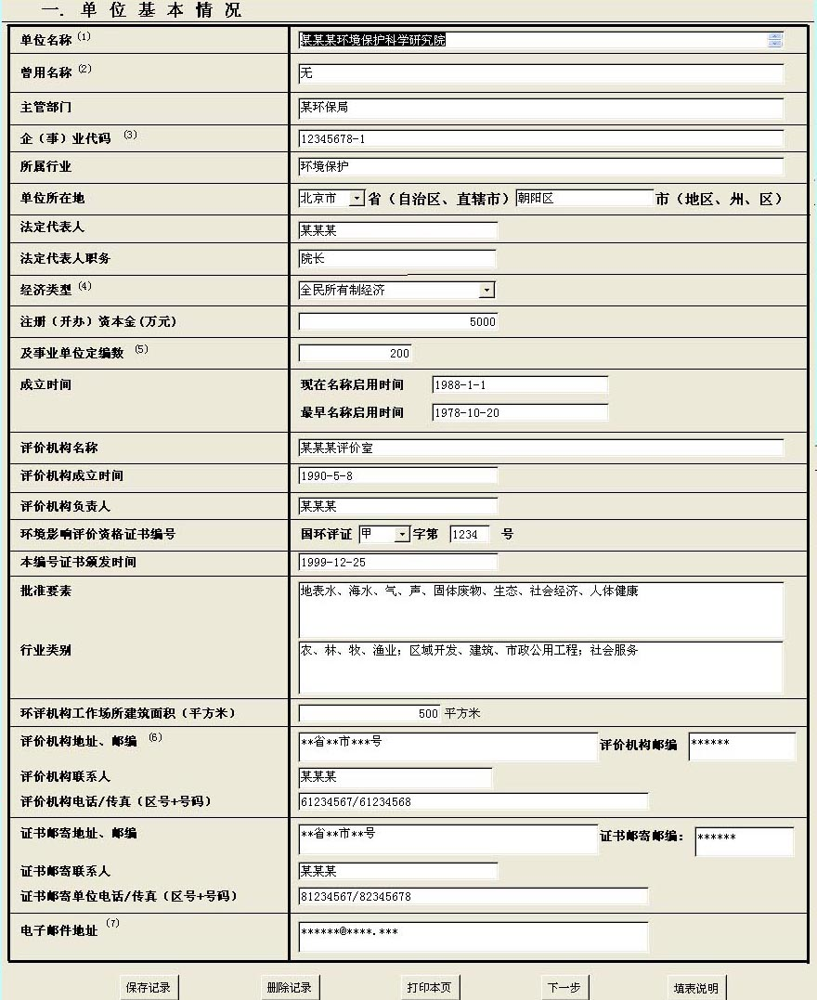 一. 单 位 基 本 情 况
单位名称 (1) 某某某环境保护科学研究院
曾用名称 (2) 无
主管部门 某环保局
企（事）业代码 (3) 12345678-1
所属行业 环境保护
单位所在地 北京市 省（自治区、直辖市） 朝阳区 市（地区、州、区）
法定代表人 某某某
法定代表人职务 院长
经济类型 (4) 全民所有制经济
注册（开办）资本金(万元) 5000
及事业单位定编数 (5) 200
成立时间 现在名称启用时间 1988-1-1
最早名称启用时间 1978-10-20
评价机构名称 某某某评价室
评价机构成立时间 1990-5-8
评价机构负责人 某某某
环境影响评价资格证书编号 国环评证 甲 字第 1234 号
本编号证书颁发时间 1999-12-25
批准要素 地表水、海水、气、声、固体废物、生态、社会经济、人体健康
行业类别 农、林、牧、渔业；区域开发、建筑、市政公用工程；社会服务
环评机构工作场所建筑面积（平方米） 500 平方米
评价机构地址、邮编 (6) **省**市***号 评价机构邮编 ******
评价机构联系人 某某某
评价机构电话/传真（区号+号码） 61234567/61234568
证书邮寄地址、邮编 **省**市**号 证书邮寄邮编： ******
证书邮寄联系人 某某某
证书邮寄单位电话/传真（区号+号码） 81234567/82345678
电子邮件地址 (7) ******@****.***
保存记录 删除记录 打印本页 下一步 填表说明